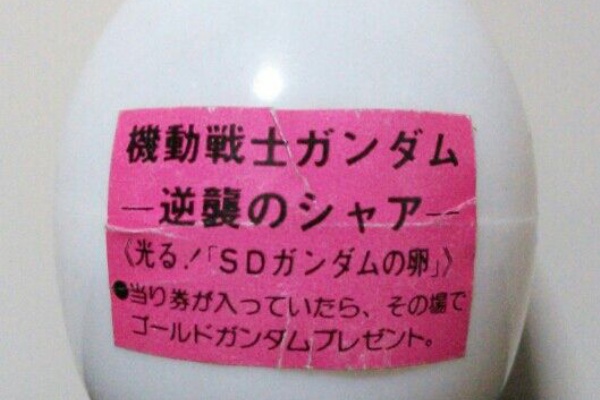 機動戦士ガンダム
—逆襲のシャア—
《光る!「SDガンダムの卵」》
●当り券が入っていたら、その場で
ゴールドガンダムプレゼント。